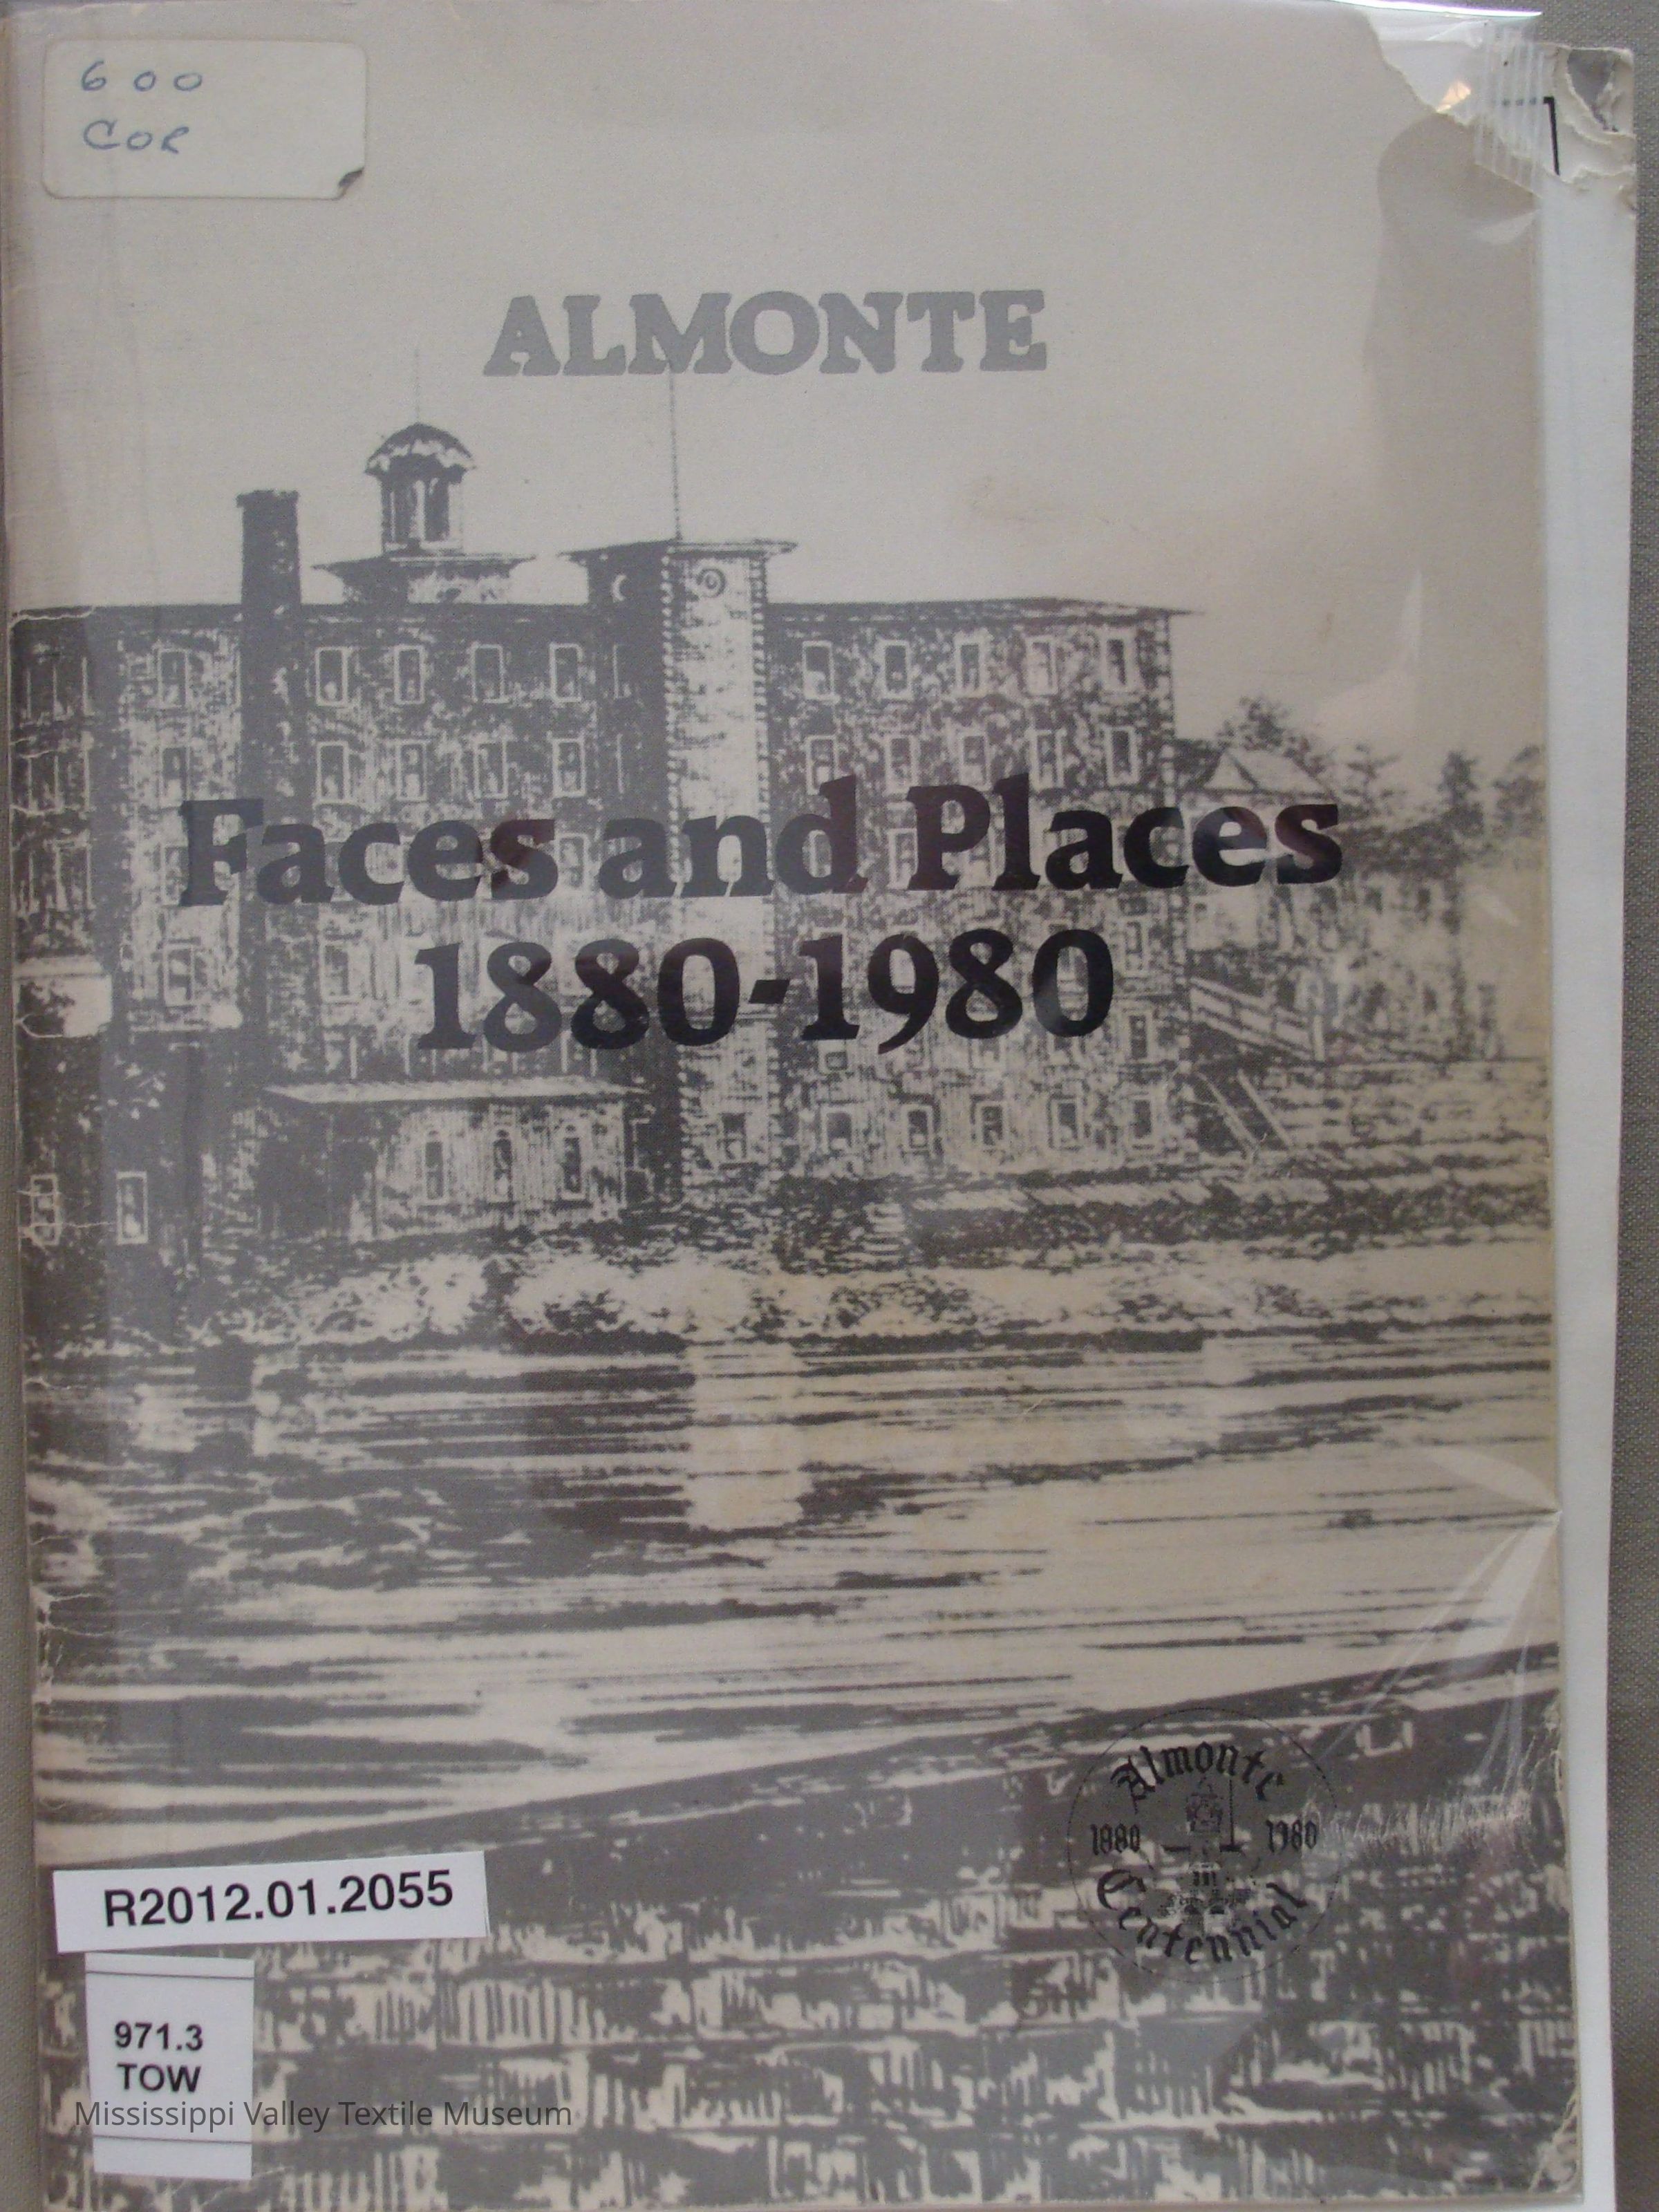 600
COR
ALMONTE
Faces and Places
1880-1980
Almonte
1880 1980
Centennial
R2012.01.2055
971.3
TOW
Mississippi Valley Textile Museum